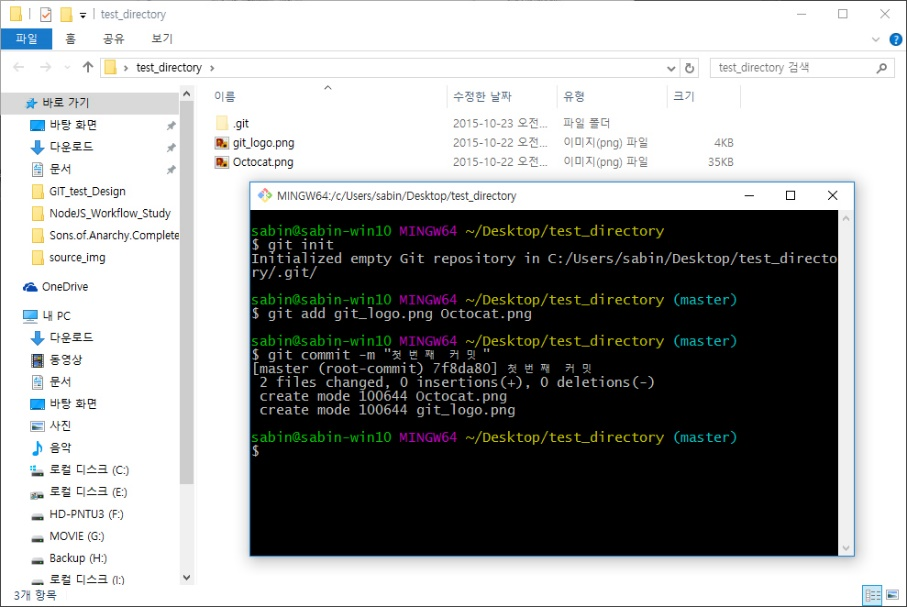 test_directory
파일 홈 공유 보기
test_directory
test_directory 검색
바로 가기
바탕 화면
다운로드
문서
GIT_test_Design
NodeJS_Workflow_Study
Sons.of.Anarchy.Complete
source_img
OneDrive
내 PC
다운로드
동영상
문서
바탕 화면
사진
음악
로컬 디스크 (C:)
로컬 디스크 (E:)
HD-PNTU3 (F:)
MOVIE (G:)
Backup (H:)
로컬 디스크 (I:)
이름 수정한 날짜 유형 크기
.git 2015-10-23 오전... 파일 폴더
git_logo.png 2015-10-22 오전... 이미지(png) 파일 4KB
Octocat.png 2015-10-22 오전... 이미지(png) 파일 35KB
MINGW64:/c/Users/sabin/Desktop/test_directory
sabin@sabin-win10 MINGW64 ~/Desktop/test_directory
$ git init
Initialized empty Git repository in C:/Users/sabin/Desktop/test_directo
ry/.git/
sabin@sabin-win10 MINGW64 ~/Desktop/test_directory (master)
$ git add git_logo.png Octocat.png
sabin@sabin-win10 MINGW64 ~/Desktop/test_directory (master)
$ git commit -m "첫 번째 커밋"
[master (root-commit) 7f8da80] 첫 번째 커밋
2 files changed, 0 insertions(+), 0 deletions(-)
create mode 100644 Octocat.png
create mode 100644 git_logo.png
sabin@sabin-win10 MINGW64 ~/Desktop/test_directory (master)
$
3개 항목